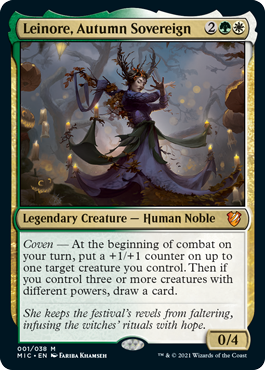 Leinore, Autumn Sovereign 2
Legendary Creature — Human Noble
Coven — At the beginning of combat
on your turn, put a +1/+1 counter on up
to one target creature you control. Then if
you control three or more creatures with
different powers, draw a card.
She keeps the festival's revels from faltering,
infusing the witches' rituals with hope.
0/4
001/038 M
MIC • EN Fariba Khamseh
™ & © 2021 Wizards of the Coast